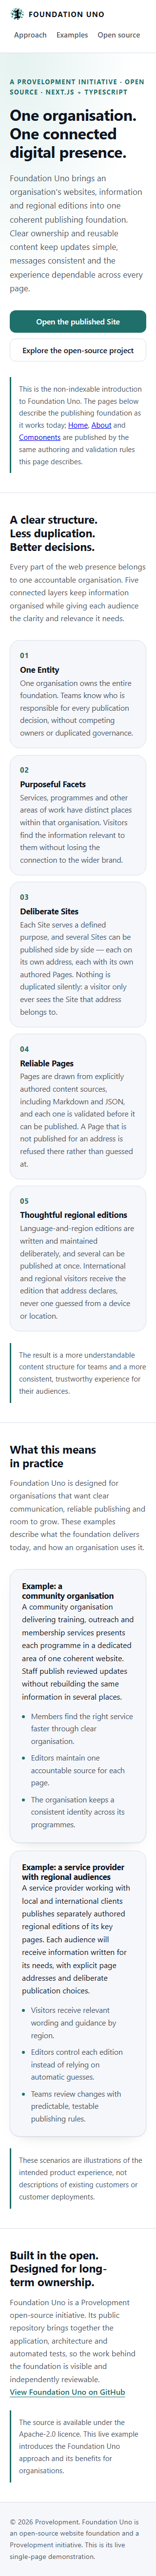 FOUNDATION UNO
Approach Examples Open source
A PROVELOPMENT INITIATIVE · OPEN
SOURCE · NEXT.JS + TYPESCRIPT
One organisation.
One connected
digital presence.
Foundation Uno brings an
organisation's websites, information
and regional editions into one
coherent publishing foundation.
Clear ownership and reusable
content keep updates simple,
messages consistent and the
experience dependable across every
page.
Open the published Site
Explore the open-source project
This is the non-indexable introduction
to Foundation Uno. The pages below
describe the publishing foundation as
it works today; Home, About and
Components are published by the
same authoring and validation rules
this page describes.
A clear structure.
Less duplication.
Better decisions.
Every part of the web presence belongs
to one accountable organisation. Five
connected layers keep information
organised while giving each audience
the clarity and relevance it needs.
01
One Entity
One organisation owns the entire
foundation. Teams know who is
responsible for every publication
decision, without competing
owners or duplicated governance.
02
Purposeful Facets
Services, programmes and other
areas of work have distinct places
within that organisation. Visitors
find the information relevant to
them without losing the
connection to the wider brand.
03
Deliberate Sites
Each Site serves a defined
purpose, and several Sites can be
published side by side — each on
its own address, each with its own
authored Pages. Nothing is
duplicated silently: a visitor only
ever sees the Site that address
belongs to.
04
Reliable Pages
Pages are drawn from explicitly
authored content sources,
including Markdown and JSON,
and each one is validated before it
can be published. A Page that is
not published for an address is
refused there rather than guessed
at.
05
Thoughtful regional editions
Language-and-region editions are
written and maintained
deliberately, and several can be
published at once. International
and regional visitors receive the
edition that address declares,
never one guessed from a device
or location.
The result is a more understandable
content structure for teams and a more
consistent, trustworthy experience for
their audiences.
What this means
in practice
Foundation Uno is designed for
organisations that want clear
communication, reliable publishing and
room to grow. These examples
describe what the foundation delivers
today, and how an organisation uses it.
Example: a
community organisation
A community organisation
delivering training, outreach and
membership services presents
each programme in a dedicated
area of one coherent website.
Staff publish reviewed updates
without rebuilding the same
information in several places.
Members find the right service
faster through clear
organisation.
Editors maintain one
accountable source for each
page.
The organisation keeps a
consistent identity across its
programmes.
Example: a service provider
with regional audiences
A service provider working with
local and international clients
publishes separately authored
regional editions of its key
pages. Each audience will
receive information written for
its needs, with explicit page
addresses and deliberate
publication choices.
Visitors receive relevant
wording and guidance by
region.
Editors control each edition
instead of relying on
automatic guesses.
Teams review changes with
predictable, testable
publishing rules.
These scenarios are illustrations of the
intended product experience, not
descriptions of existing customers or
customer deployments.
Built in the open.
Designed for long-
term ownership.
Foundation Uno is a Provelopment
open-source initiative. Its public
repository brings together the
application, architecture and
automated tests, so the work behind
the foundation is visible and
independently reviewable.
View Foundation Uno on GitHub
The source is available under the
Apache-2.0 licence. This live example
introduces the Foundation Uno
approach and its benefits for
organisations.
© 2026 Provelopment. Foundation Uno is
an open-source website foundation and a
Provelopment initiative. This is its live
single-page demonstration.